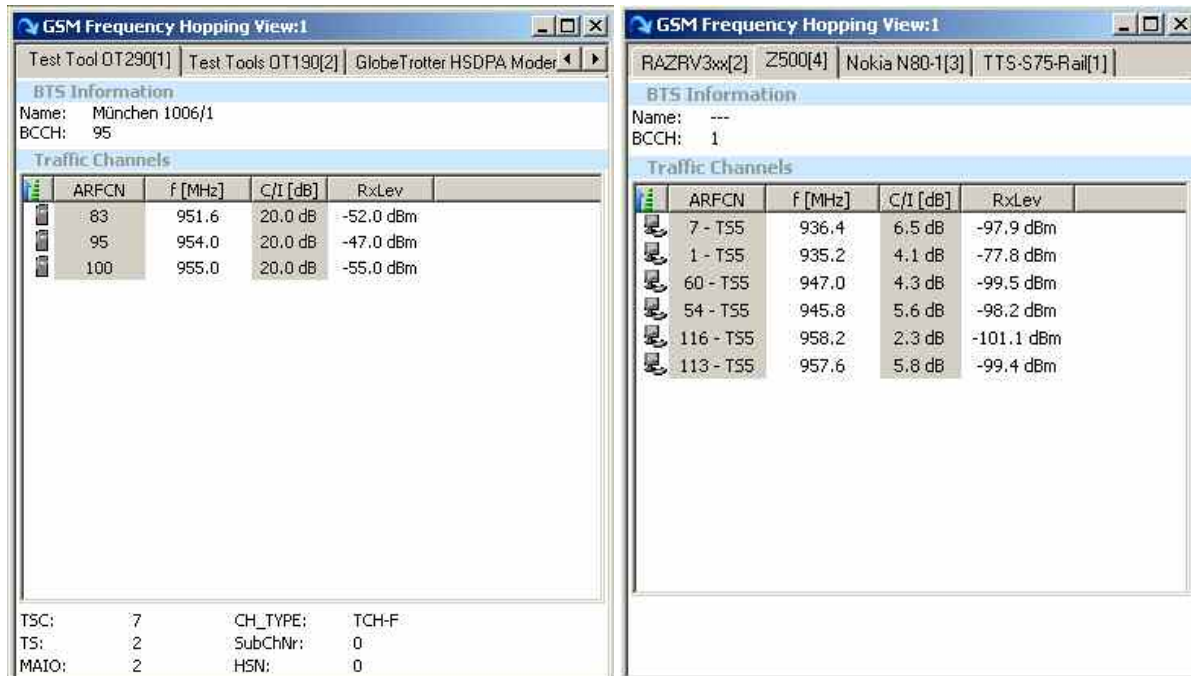 GSM Frequency Hopping View:1
Test Tool OT290[1] Test Tools OT190[2] GlobeTrotter HSDPA Moder
BTS Information
Name: München 1006/1
BCCH: 95
Traffic Channels
ARFCN f [MHz] C/I [dB] RxLev
83 951.6 20.0 dB -52.0 dBm
95 954.0 20.0 dB -47.0 dBm
100 955.0 20.0 dB -55.0 dBm
TSC: 7 CH_TYPE: TCH-F
TS: 2 SubChNr: 0
MAIO: 2 HSN: 0
GSM Frequency Hopping View:1
RAZRV3xx[2] Z500[4] Nokia N80-1[3] TTS-S75-Rail[1]
BTS Information
Name: ---
BCCH: 1
Traffic Channels
ARFCN f [MHz] C/I [dB] RxLev
7 - TS5 936.4 6.5 dB -97.9 dBm
1 - TS5 935.2 4.1 dB -77.8 dBm
60 - TS5 947.0 4.3 dB -99.5 dBm
54 - TS5 945.8 5.6 dB -98.2 dBm
116 - TS5 958.2 2.3 dB -101.1 dBm
113 - TS5 957.6 5.8 dB -99.4 dBm